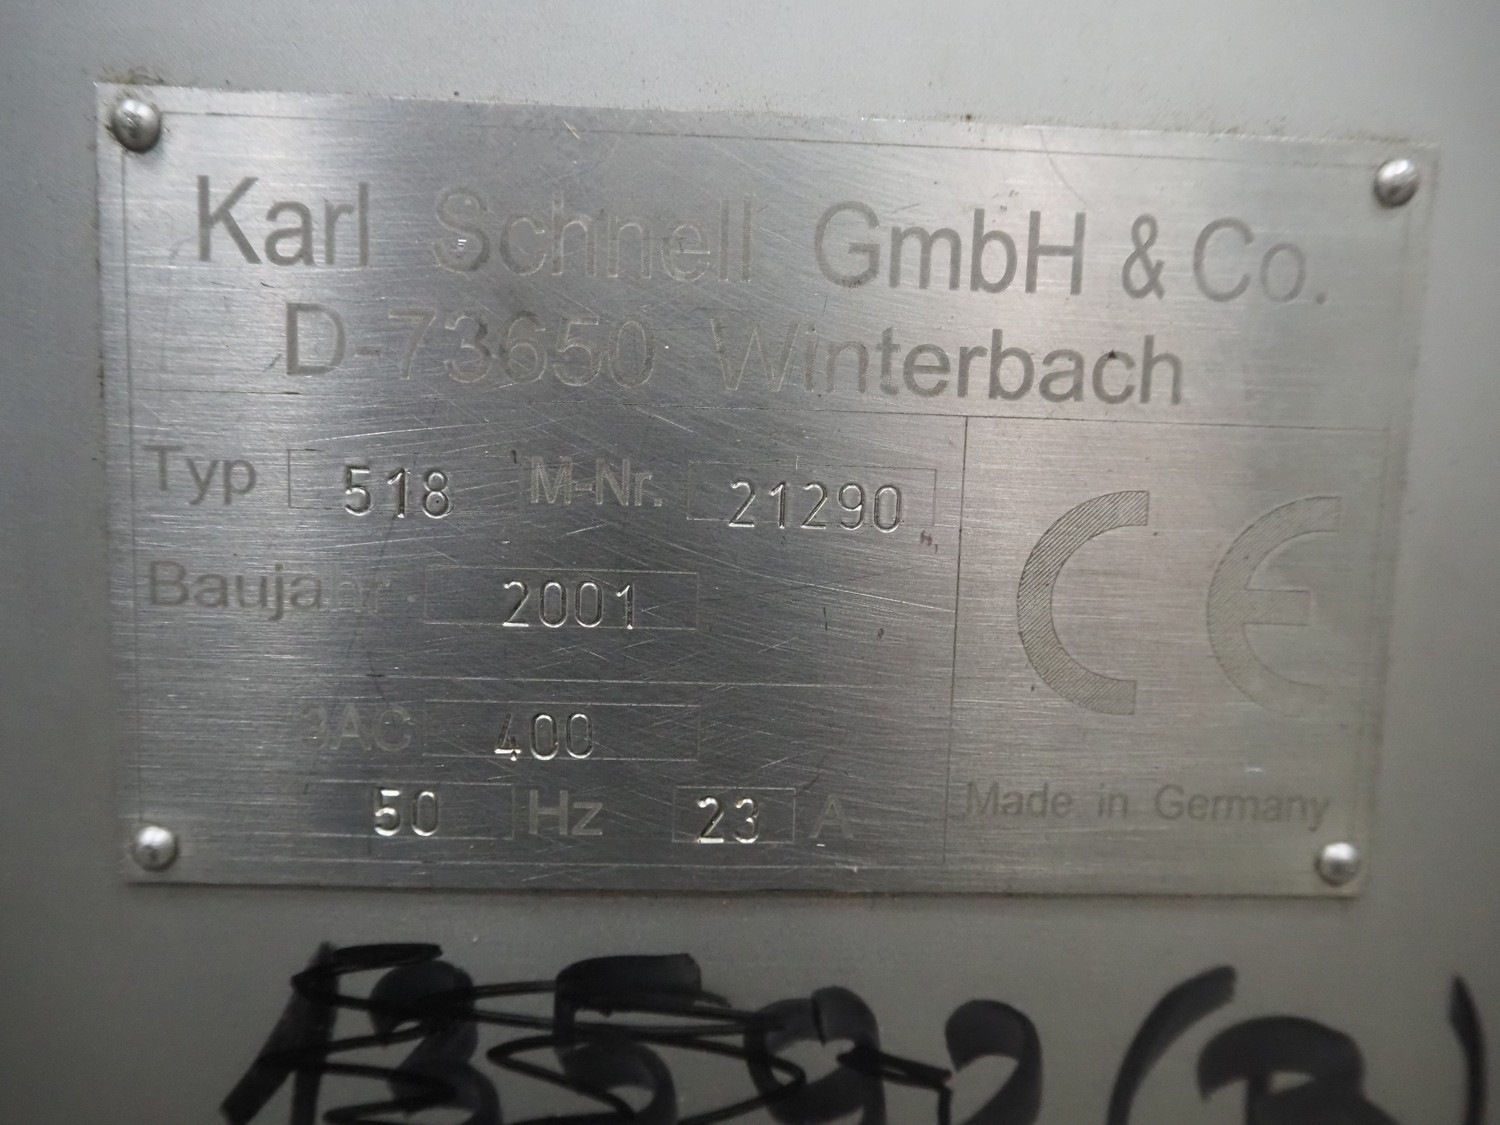 Karl Schnell GmbH & Co.
D-73650 Winterbach
Typ 518 M-Nr. 21290
Baujahr 2001
3AC 400
50 Hz 23 A
CE
Made in Germany